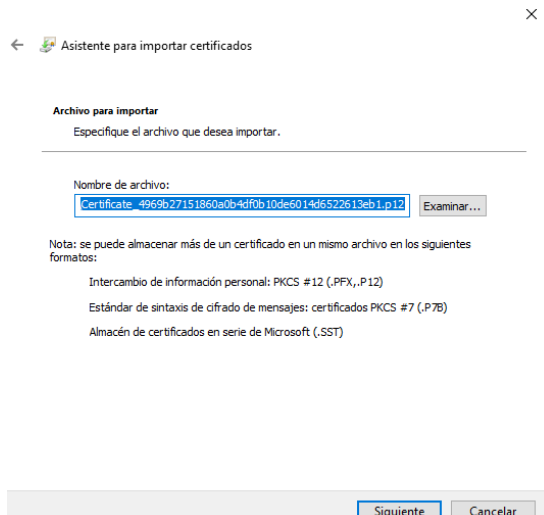 Asistente para importar certificados
Archivo para importar
Especifique el archivo que desea importar.
Nombre de archivo:
Certificate_4969b27151860a0b4df0b10de6014d6522613eb1.p12
Examinar...
Nota: se puede almacenar más de un certificado en un mismo archivo en los siguientes
formatos:
Intercambio de información personal: PKCS #12 (.PFX,.P12)
Estándar de sintaxis de cifrado de mensajes: certificados PKCS #7 (.P7B)
Almacén de certificados en serie de Microsoft (.SST)
Siguiente
Cancelar